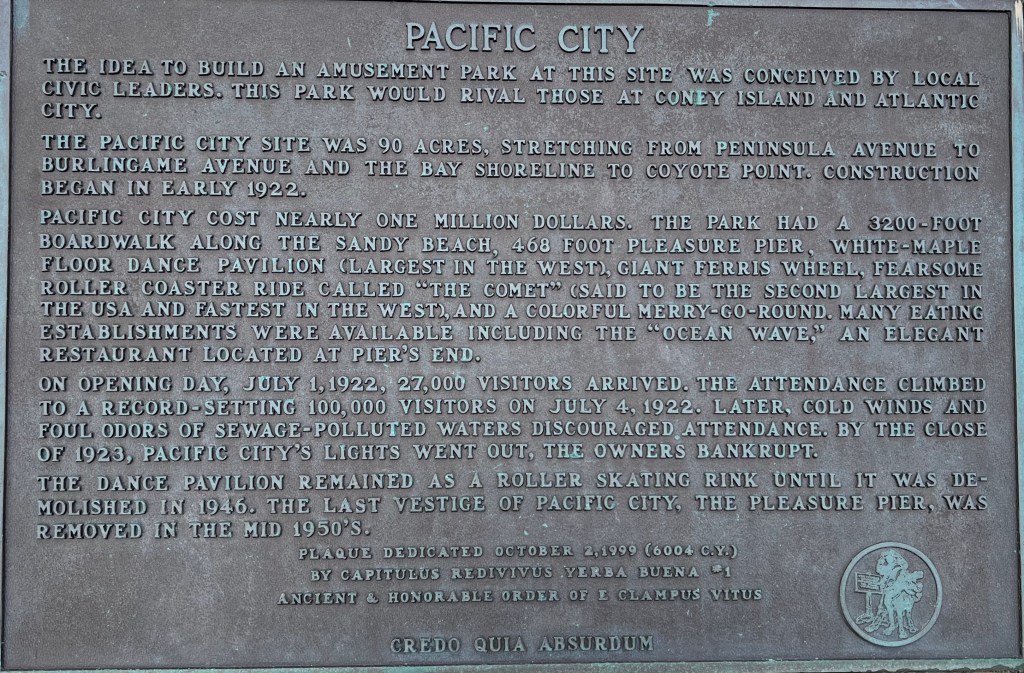 PACIFIC CITY
THE IDEA TO BUILD AN AMUSEMENT PARK AT THIS SITE WAS CONCEIVED BY LOCAL
CIVIC LEADERS. THIS PARK WOULD RIVAL THOSE AT CONEY ISLAND AND ATLANTIC
CITY.
THE PACIFIC CITY SITE WAS 90 ACRES, STRETCHING FROM PENINSULA AVENUE TO
BURLINGAME AVENUE AND THE BAY SHORELINE TO COYOTE POINT. CONSTRUCTION
BEGAN IN EARLY 1922.
PACIFIC CITY COST NEARLY ONE MILLION DOLLARS. THE PARK HAD A 3200-FOOT
BOARDWALK ALONG THE SANDY BEACH, 468 FOOT PLEASURE PIER, WHITE-MAPLE
FLOOR DANCE PAVILION (LARGEST IN THE WEST), GIANT FERRIS WHEEL, FEARSOME
ROLLER COASTER RIDE CALLED "THE COMET" (SAID TO BE THE SECOND LARGEST IN
THE USA AND FASTEST IN THE WEST), AND A COLORFUL MERRY-GO-ROUND. MANY EATING
ESTABLISHMENTS WERE AVAILABLE INCLUDING THE "OCEAN WAVE," AN ELEGANT
RESTAURANT LOCATED AT PIER'S END.
ON OPENING DAY, JULY 1, 1922, 27,000 VISITORS ARRIVED. THE ATTENDANCE CLIMBED
TO A RECORD-SETTING 100,000 VISITORS ON JULY 4, 1922. LATER, COLD WINDS AND
FOUL ODORS OF SEWAGE-POLLUTED WATERS DISCOURAGED ATTENDANCE. BY THE CLOSE
OF 1923, PACIFIC CITY'S LIGHTS WENT OUT, THE OWNERS BANKRUPT.
THE DANCE PAVILION REMAINED AS A ROLLER SKATING RINK UNTIL IT WAS DE-
MOLISHED IN 1946. THE LAST VESTIGE OF PACIFIC CITY, THE PLEASURE PIER, WAS
REMOVED IN THE MID 1950'S.
PLAQUE DEDICATED OCTOBER 2, 1999 (6004 C.Y.)
BY CAPITULUS REDIVIVUS YERBA BUENA #1
ANCIENT & HONORABLE ORDER OF E CLAMPUS VITUS
CREDO QUIA ABSURDUM